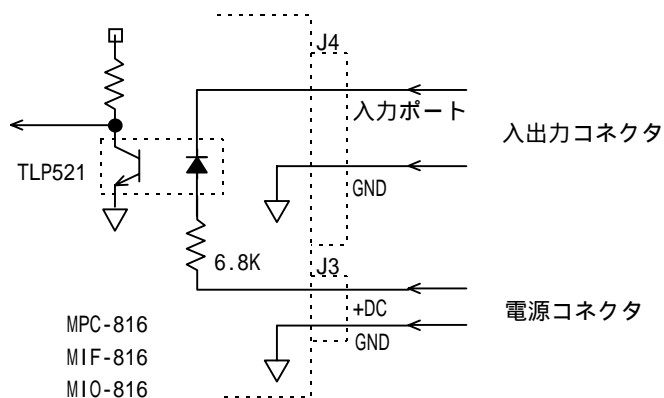 J4
入力ポート
入出力コネクタ
TLP521
GND
6.8K
J3
+DC
電源コネクタ
GND
MPC-816
MIF-816
MIO-816